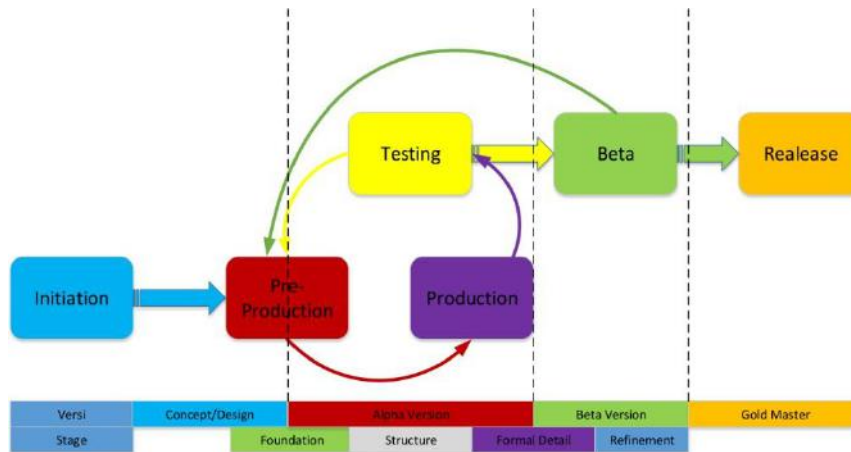 Testing
Beta
Realease
Initiation
Pre-
Production
Production
Versi
Concept/Design
Alpha Version
Beta Version
Gold Master
Stage
Foundation
Structure
Formal Detail
Refinement